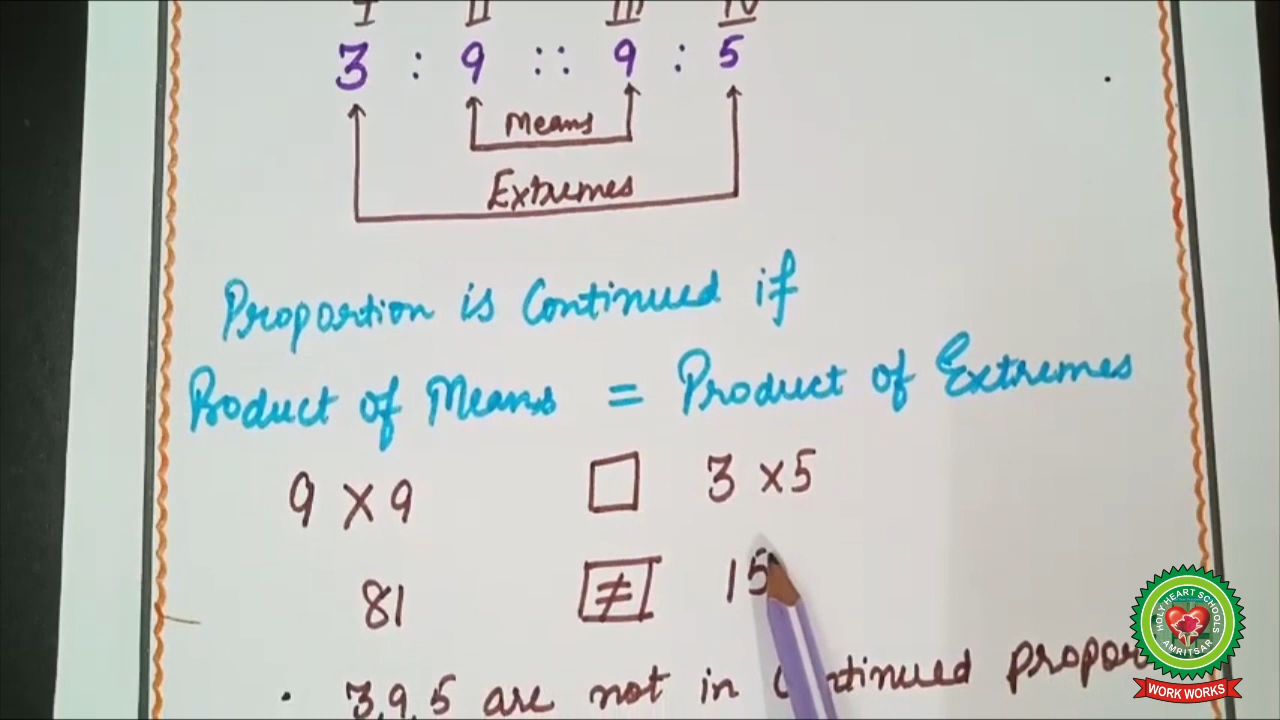 I II III IV
3 : 9 :: 9 : 5
Means
Extremes
Proportion is Continued if
Product of Means = Product of Extremes
9 × 9 □ 3 × 5
81 ≠ 15
3, 9, 5 are not in continued propor
HOLY HEART SCHOOLS
AMRITSAR
WORK WORKS